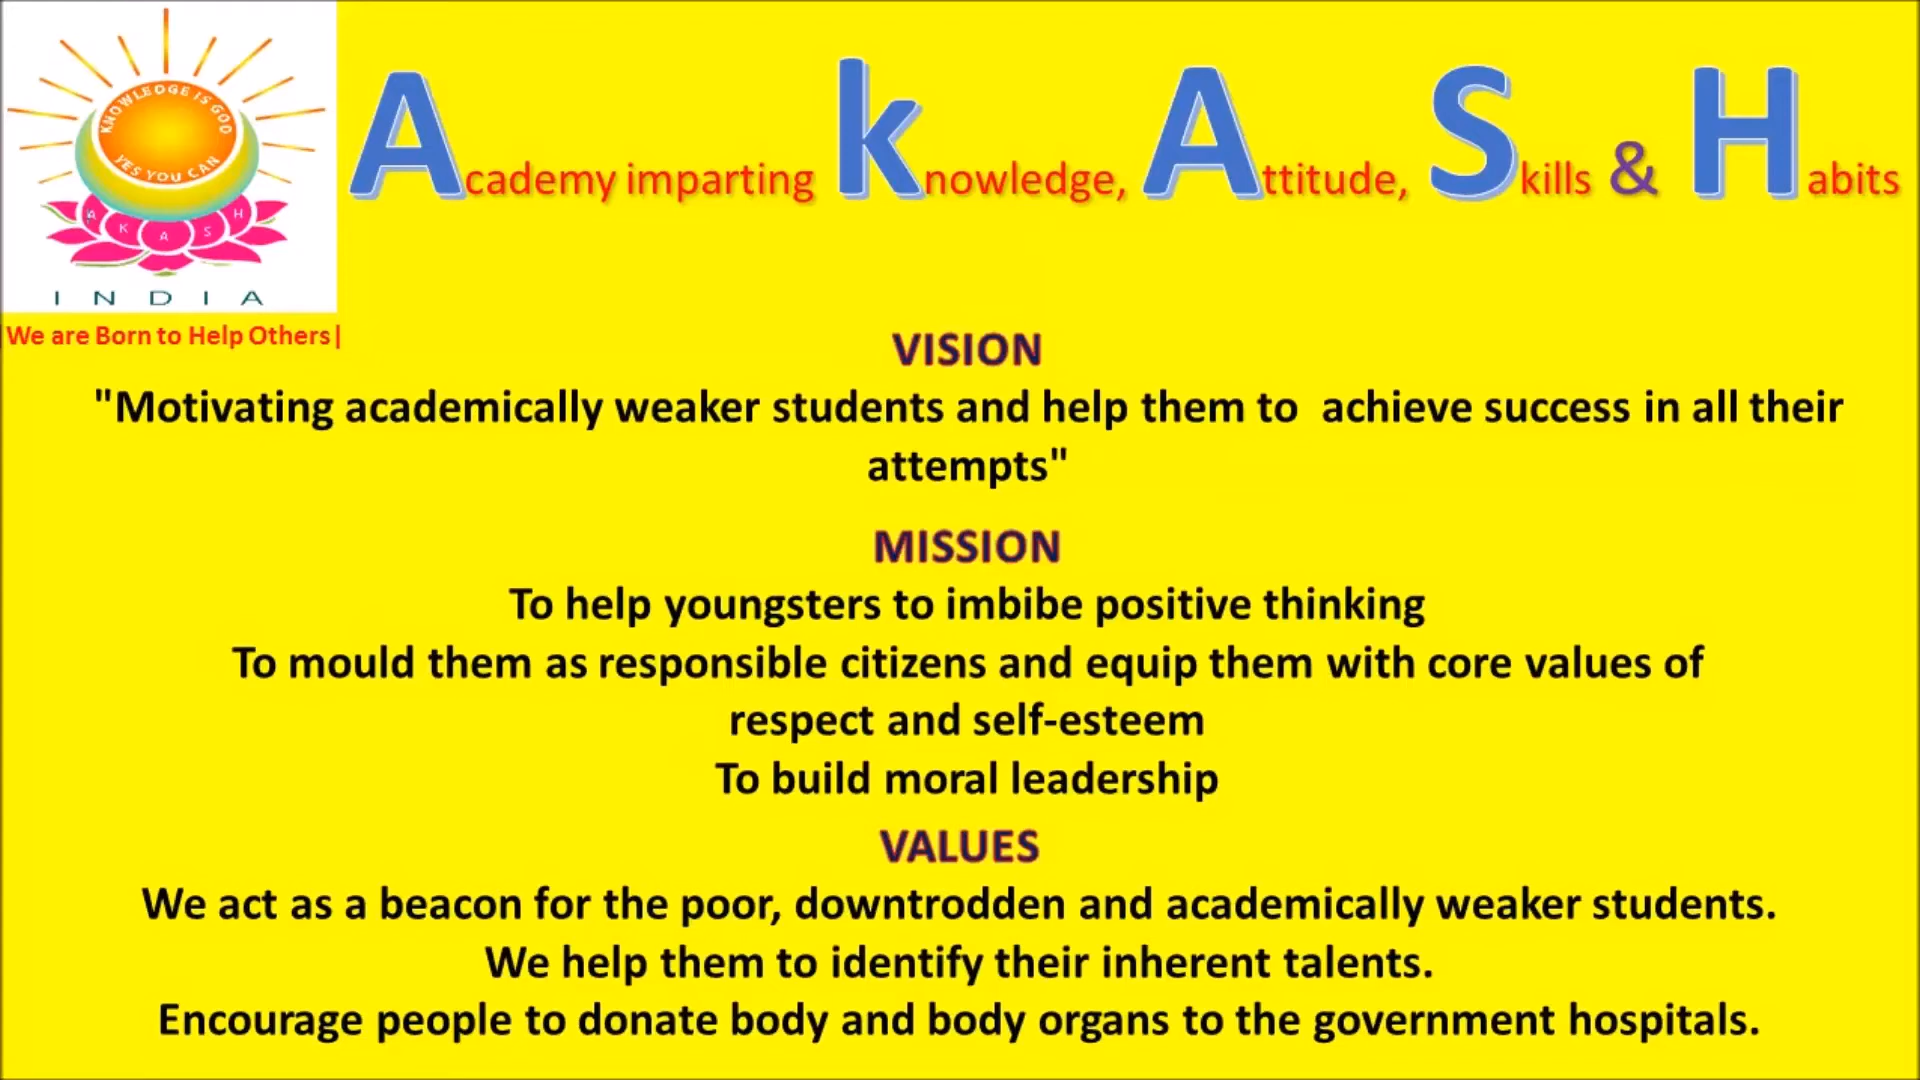 KNOWLEDGE IS GOD
YES YOU CAN
A K A S H
INDIA
|We are Born to Help Others|
Academy imparting knowledge, Attitude, Skills & Habits
VISION
"Motivating academically weaker students and help them to achieve success in all their
attempts"
MISSION
To help youngsters to imbibe positive thinking
To mould them as responsible citizens and equip them with core values of
respect and self-esteem
To build moral leadership
VALUES
We act as a beacon for the poor, downtrodden and academically weaker students.
We help them to identify their inherent talents.
Encourage people to donate body and body organs to the government hospitals.